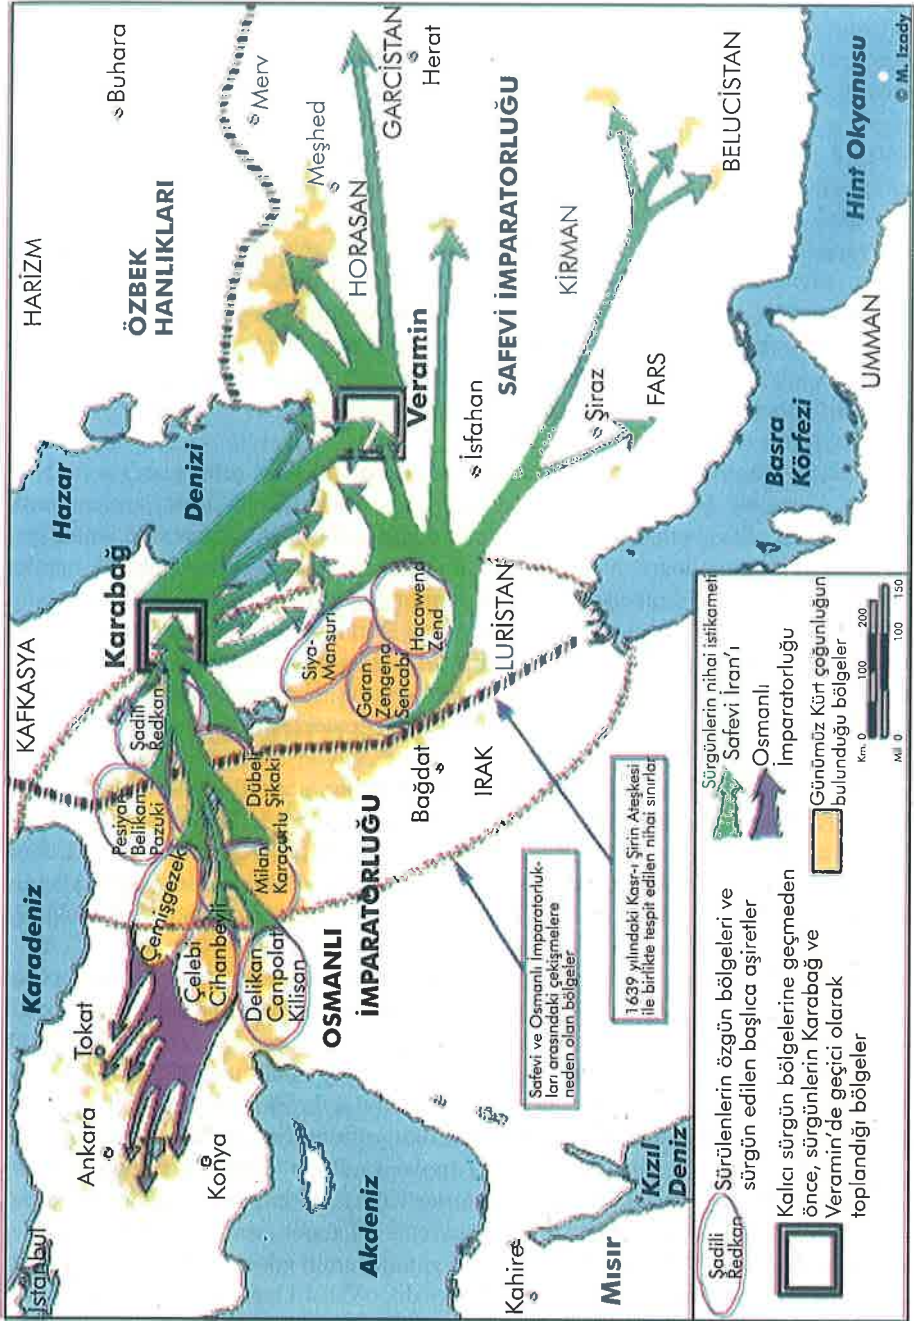 KAFKASYA
HARİZM
Buhara
Karadeniz
Hazar
Denizi
ÖZBEK
HANLIKLARI
Merv
İstanbul
Ankara
Tokat
Konya
Karabağ
Meşhed
HORASAN
GARCİSTAN
Herat
Veramin
Peşiyan
Belikan
Pazuki
Şadili
Redkan
Çemişgezek
Çelebi
Cihanbeyli
Milan
Karaçurlu
Dübeli
Şikaki
Delikan
Canpolat
Kilisan
Siya-
Mansuri
Garan
Zengena
Sencabi
Hacawend
Zend
OSMANLI
İMPARATORLUĞU
SAFEVİ İMPARATORLUĞU
İsfahan
KİRMAN
BELUCİSTAN
Şiraz
FARS
LURİSTAN
Bağdat
IRAK
Akdeniz
Kahire
Mısır
Kızıl
Deniz
Basra
Körfezi
UMMAN
Hint Okyanusu
© M. Izady
Safevi ve Osmanlı İmparatorluk-
ları arasındaki çekişmelere
neden olan bölgeler
1639 yılındaki Kasr-ı Şirin Ateşkesi
ile birlikte tespit edilen nihai sınırlar
Şadili
Redkan
Sürülenlerin özgün bölgeleri ve
sürgün edilen başlıca aşiretler
Kalıcı sürgün bölgelerine geçmeden
önce, sürgünlerin Karabağ ve
Veramin'de geçici olarak
toplandığı bölgeler
Sürgünlerin nihai istikameti
Safevi İran'ı
Osmanlı
İmparatorluğu
Günümüz Kürt çoğunluğun
bulunduğu bölgeler
Km. 0 100 200
Mil 0 100 150